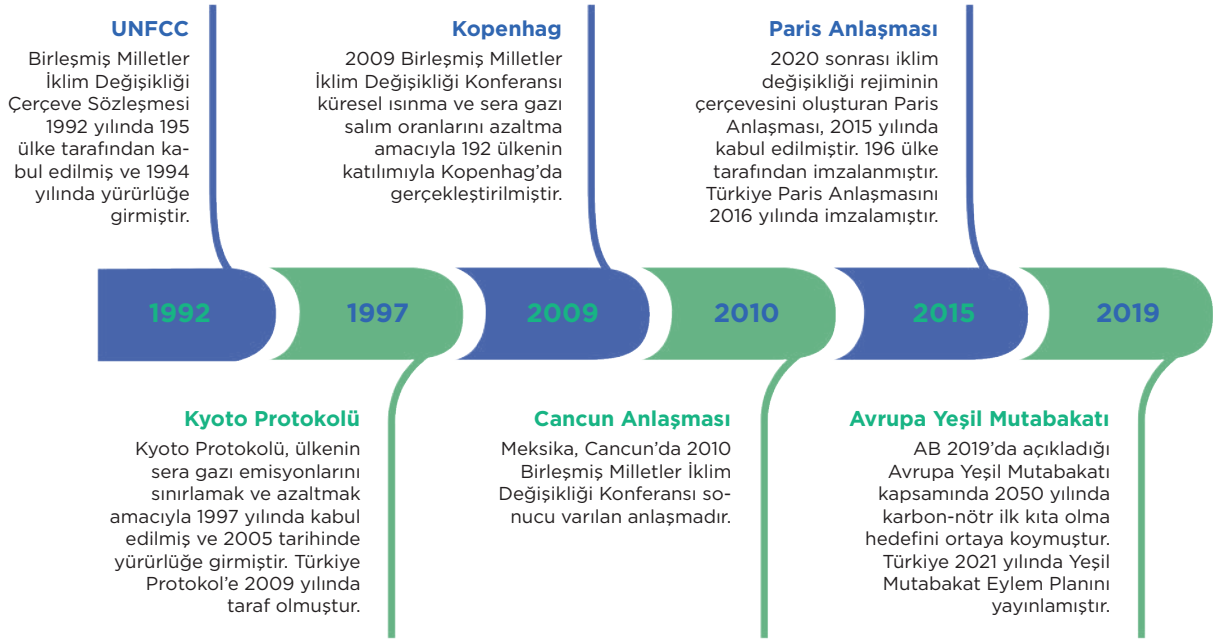 UNFCC
Birleşmiş Milletler
İklim Değişikliği
Çerçeve Sözleşmesi
1992 yılında 195
ülke tarafından ka-
bul edilmiş ve 1994
yılında yürürlüğe
girmiştir.
Kopenhag
2009 Birleşmiş Milletler
İklim Değişikliği Konferansı
küresel ısınma ve sera gazı
salım oranlarını azaltma
amacıyla 192 ülkenin
katılımıyla Kopenhag’da
gerçekleştirilmiştir.
Paris Anlaşması
2020 sonrası iklim
değişikliği rejiminin
çerçevesini oluşturan Paris
Anlaşması, 2015 yılında
kabul edilmiştir. 196 ülke
tarafından imzalanmıştır.
Türkiye Paris Anlaşmasını
2016 yılında imzalamıştır.
1992
1997
2009
2010
2015
2019
Kyoto Protokolü
Kyoto Protokolü, ülkenin
sera gazı emisyonlarını
sınırlamak ve azaltmak
amacıyla 1997 yılında kabul
edilmiş ve 2005 tarihinde
yürürlüğe girmiştir. Türkiye
Protokol’e 2009 yılında
taraf olmuştur.
Cancun Anlaşması
Meksika, Cancun’da 2010
Birleşmiş Milletler İklim
Değişikliği Konferansı so-
nucu varılan anlaşmadır.
Avrupa Yeşil Mutabakatı
AB 2019’da açıkladığı
Avrupa Yeşil Mutabakatı
kapsamında 2050 yılında
karbon-nötr ilk kıta olma
hedefini ortaya koymuştur.
Türkiye 2021 yılında Yeşil
Mutabakat Eylem Planını
yayınlamıştır.